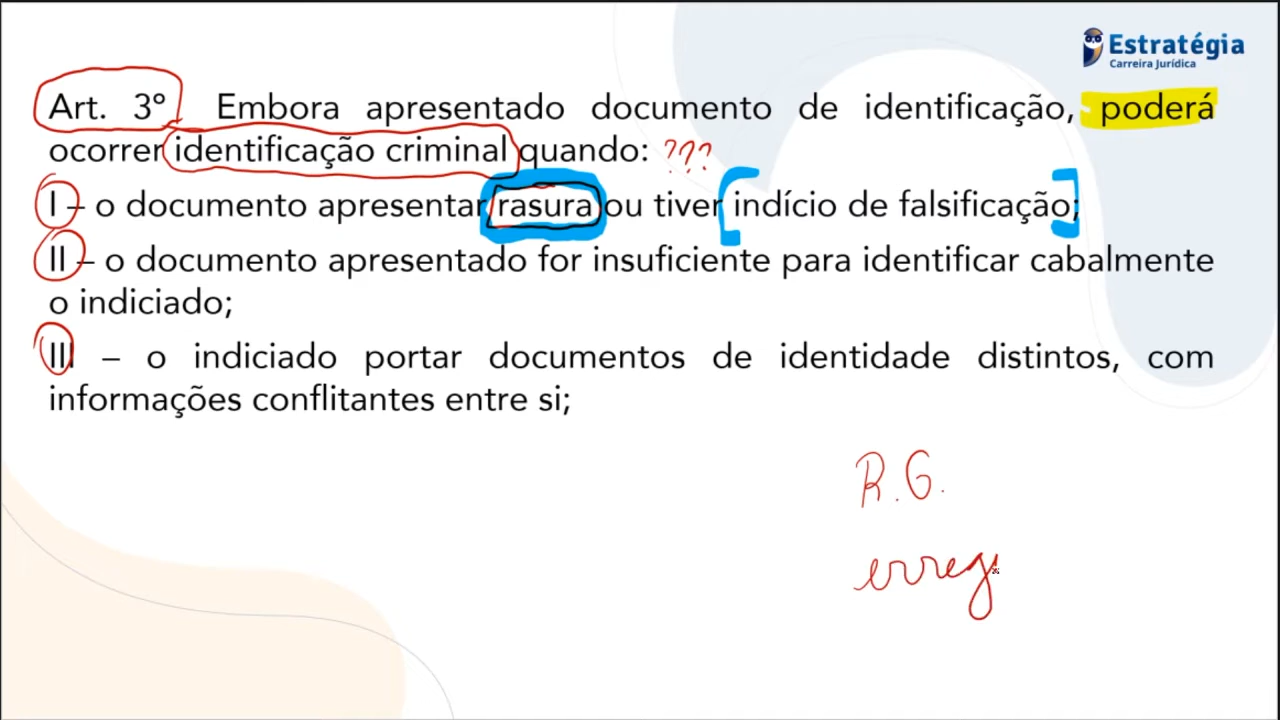 Estratégia
Carreira Jurídica
Art. 3º Embora apresentado documento de identificação, poderá
ocorrer identificação criminal quando: ???
I – o documento apresentar rasura ou tiver indício de falsificação;
II – o documento apresentado for insuficiente para identificar cabalmente
o indiciado;
III – o indiciado portar documentos de identidade distintos, com
informações conflitantes entre si;
R.G.
erreg